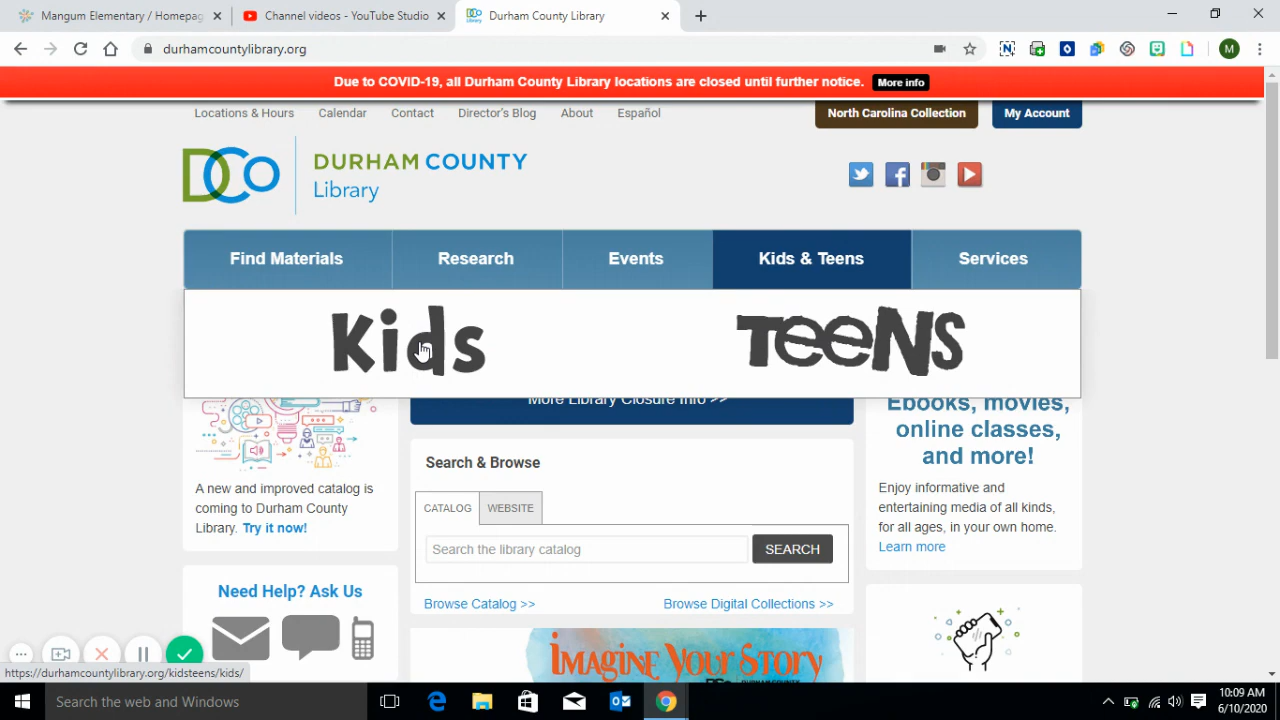 Mangum Elementary / Homepag
Channel videos - YouTube Studio
Durham County Library
durhamcountylibrary.org
M
Due to COVID-19, all Durham County Library locations are closed until further notice. More info
Locations & Hours Calendar Contact Director's Blog About Español
North Carolina Collection My Account
DCo
DURHAM COUNTY
Library
Find Materials Research Events Kids & Teens Services
Kids TEENS
More Library Closure Info >>
Ebooks, movies,
online classes,
and more!
Search & Browse
A new and improved catalog is
coming to Durham County
Library. Try it now!
CATALOG WEBSITE
Enjoy informative and
entertaining media of all kinds,
for all ages, in your own home.
Learn more
Search the library catalog SEARCH
Need Help? Ask Us
Browse Catalog >> Browse Digital Collections >>
IMAGINE YOUR STORY
https://durhamcountylibrary.org/kidsteens/kids/
Search the web and Windows
10:09 AM
6/10/2020